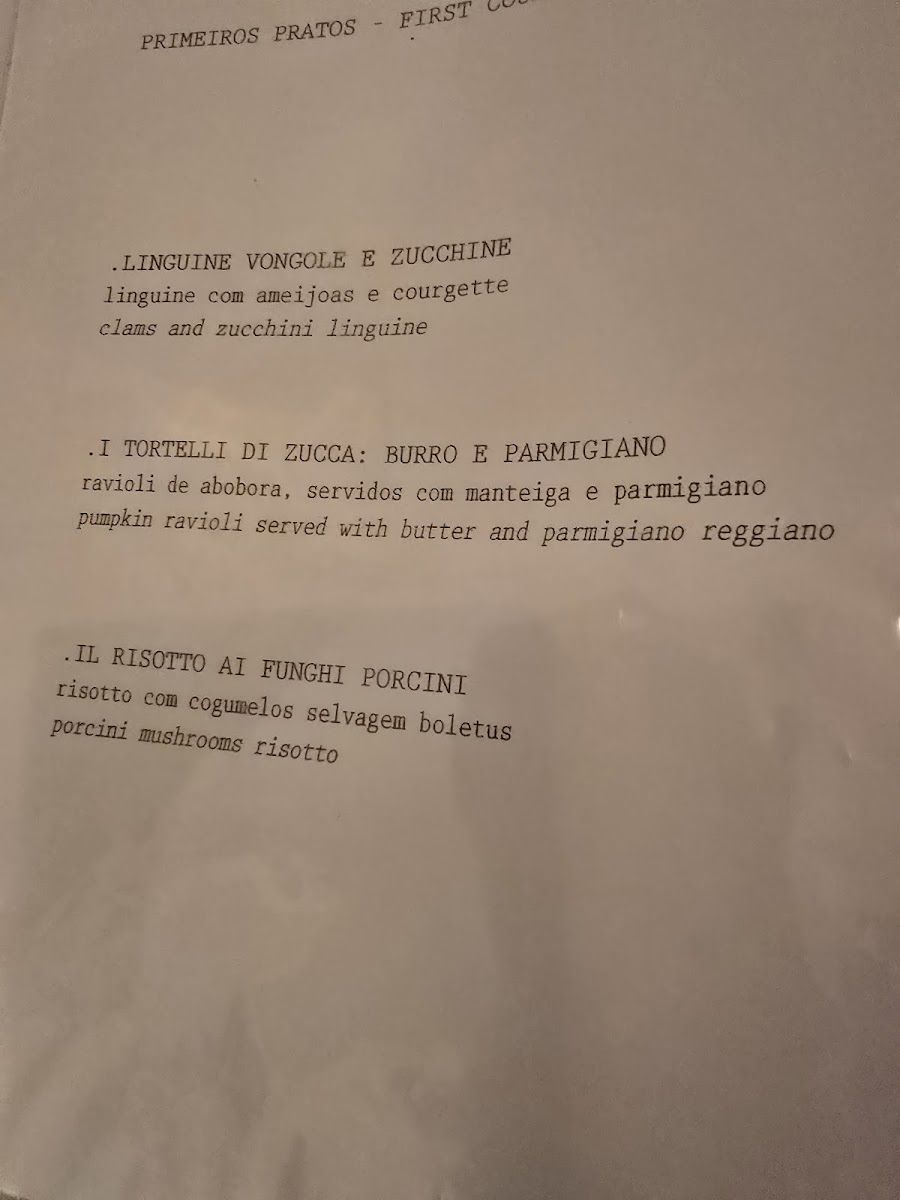 PRIMEIROS PRATOS - FIRST
.LINGUINE VONGOLE E ZUCCHINE
linguine com ameijoas e courgette
clams and zucchini linguine
.I TORTELLI DI ZUCCA: BURRO E PARMIGIANO
ravioli de abobora, servidos com manteiga e parmigiano
pumpkin ravioli served with butter and parmigiano reggiano
.IL RISOTTO AI FUNGHI PORCINI
risotto com cogumelos selvagem boletus
porcini mushrooms risotto